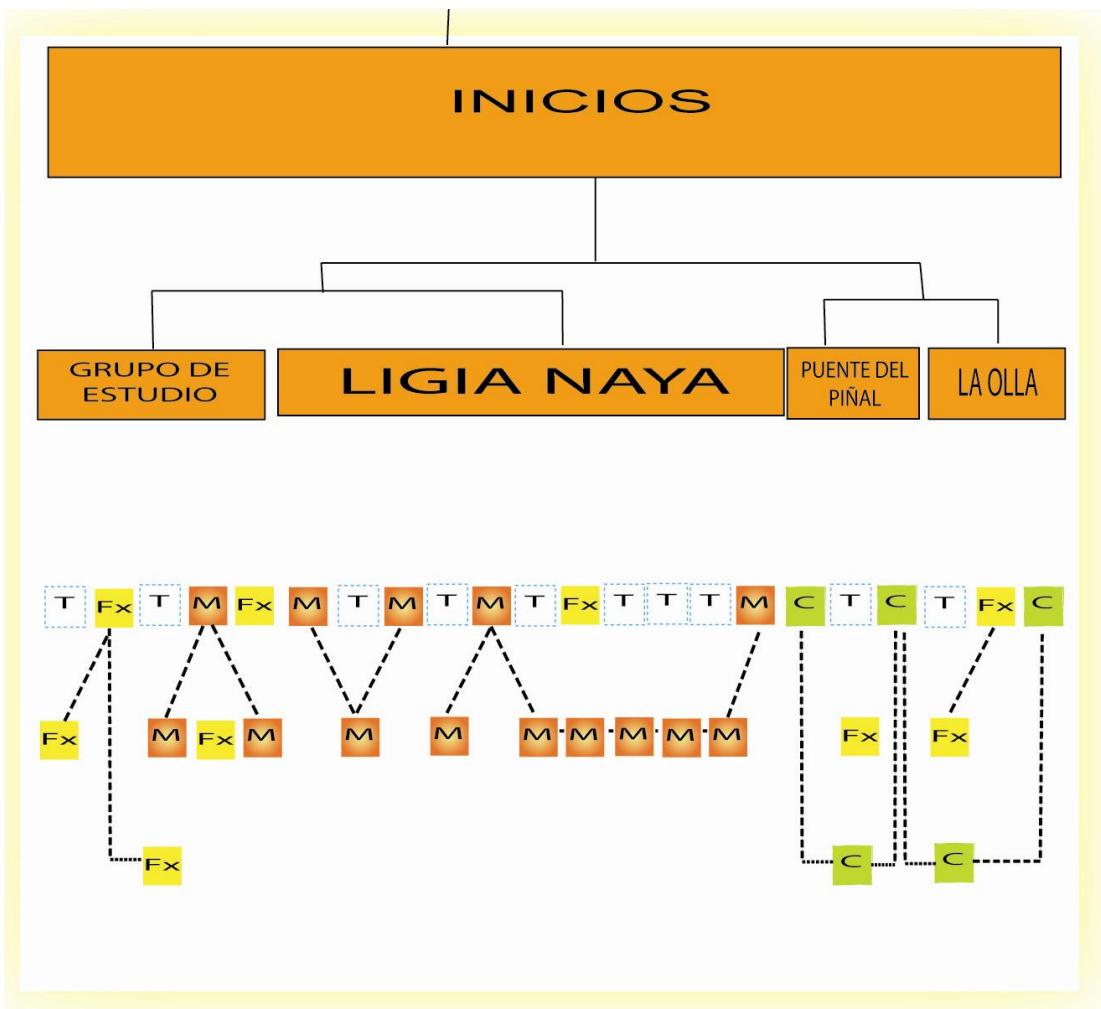 INICIOS
GRUPO DE
ESTUDIO
LIGIA NAYA
PUENTE DEL
PIÑAL
LA OLLA
T Fx T M Fx M T M T M T Fx T T T M C T C T Fx C
Fx M Fx M M M M M M M M Fx Fx
Fx C C